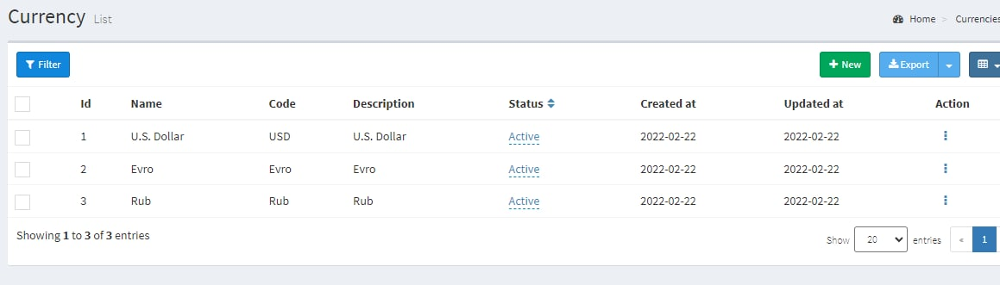 Currency List
Home > Currencies
Filter
New Export
Id Name Code Description Status Created at Updated at Action
1 U.S. Dollar USD U.S. Dollar Active 2022-02-22 2022-02-22
2 Evro Evro Evro Active 2022-02-22 2022-02-22
3 Rub Rub Rub Active 2022-02-22 2022-02-22
Showing 1 to 3 of 3 entries
Show 20 entries « 1